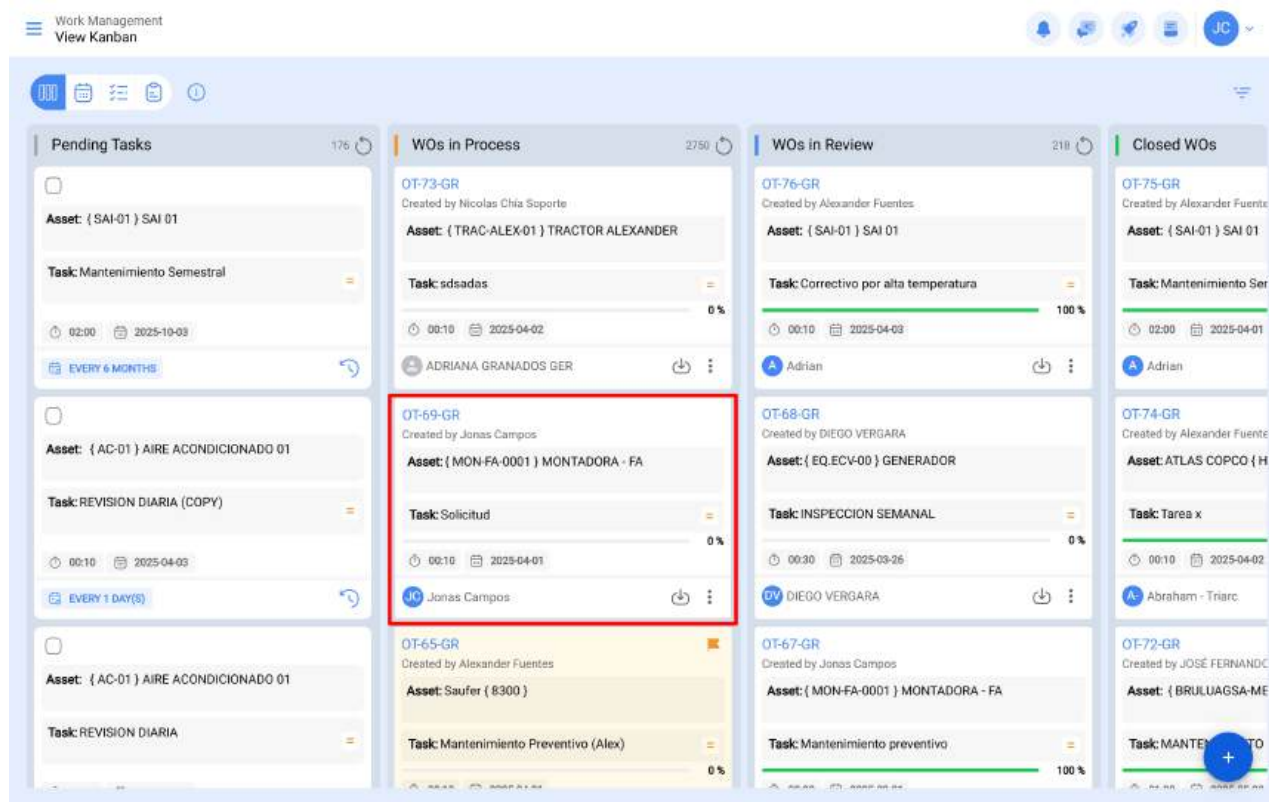 Work Management
View Kanban
JC
Pending Tasks 176
Asset: { SAI-01 } SAI 01
Task: Mantenimiento Semestral
02:00 2025-10-03
EVERY 6 MONTHS
Asset: { AC-01 } AIRE ACONDICIONADO 01
Task: REVISION DIARIA (COPY)
00:10 2025-04-03
EVERY 1 DAY(S)
Asset: { AC-01 } AIRE ACONDICIONADO 01
Task: REVISION DIARIA
WOs in Process 2750
OT-73-GR
Created by Nicolas Chía Soporte
Asset: { TRAC-ALEX-01 } TRACTOR ALEXANDER
Task: sdsadas
0 %
00:10 2025-04-02
ADRIANA GRANADOS GER
OT-69-GR
Created by Jonas Campos
Asset: { MON-FA-0001 } MONTADORA - FA
Task: Solicitud
0 %
00:10 2025-04-01
JC Jonas Campos
OT-65-GR
Created by Alexander Fuentes
Asset: Saufer { 8300 }
Task: Mantenimiento Preventivo (Alex)
0 %
WOs in Review 218
OT-76-GR
Created by Alexander Fuentes
Asset: { SAI-01 } SAI 01
Task: Correctivo por alta temperatura
100 %
00:10 2025-04-03
A Adrian
OT-68-GR
Created by DIEGO VERGARA
Asset: { EQ.ECV-00 } GENERADOR
Task: INSPECCION SEMANAL
0 %
00:30 2025-03-26
DV DIEGO VERGARA
OT-67-GR
Created by Jonas Campos
Asset: { MON-FA-0001 } MONTADORA - FA
Task: Mantenimiento preventivo
100 %
Closed WOs
OT-75-GR
Created by Alexander Fuente
Asset: { SAI-01 } SAI 01
Task: Mantenimiento Ser
02:00 2025-04-01
A Adrian
OT-74-GR
Created by Alexander Fuente
Asset: ATLAS COPCO { H
Task: Tarea x
00:10 2025-04-02
A- Abraham - Triarc
OT-72-GR
Created by JOSÉ FERNANDO
Asset: { BRULUAGSA-ME
Task:
+